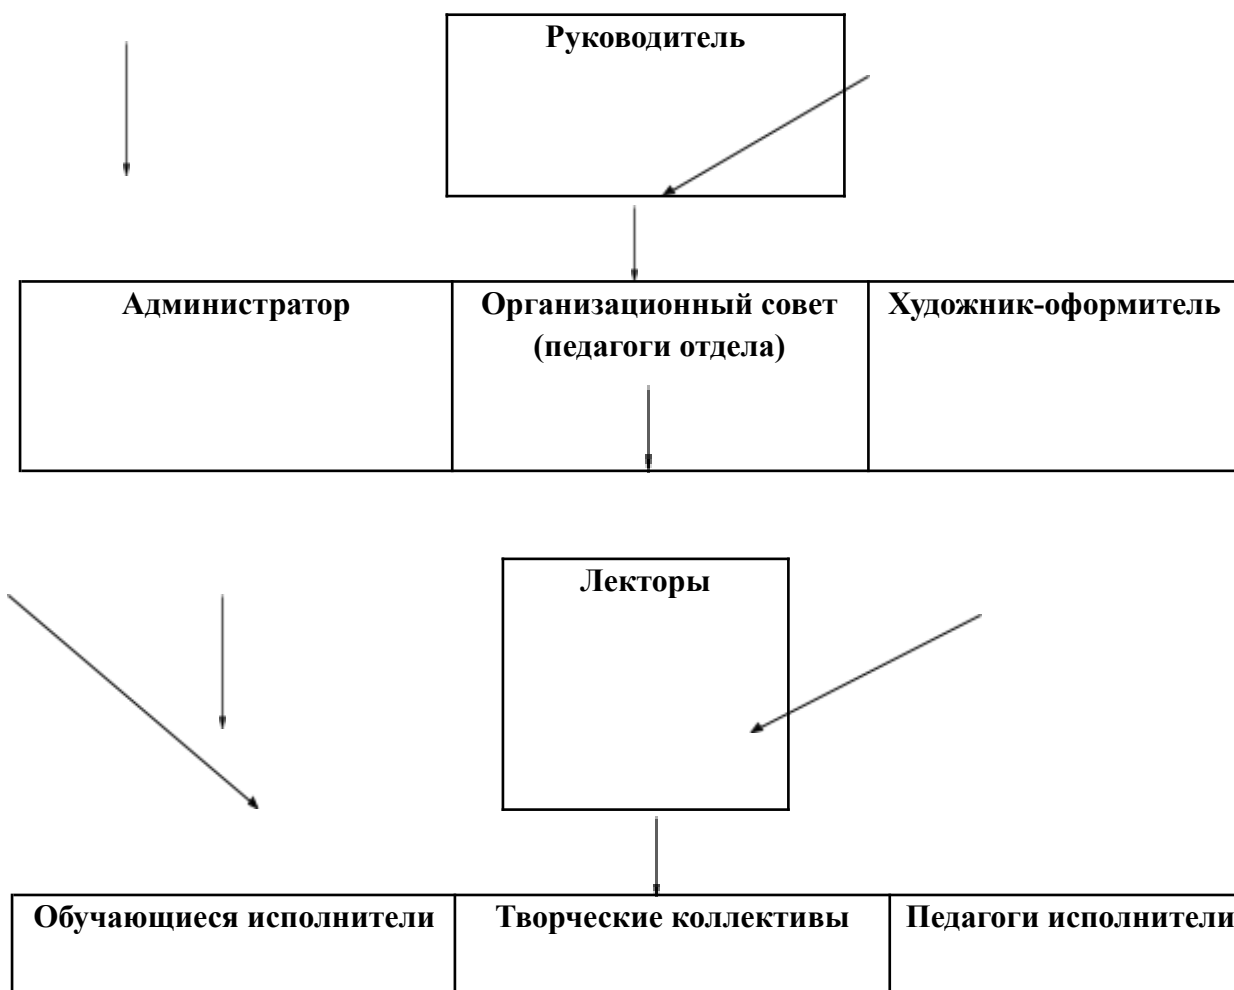 Руководитель
Администратор
Организационный совет
(педагоги отдела)
Художник-оформитель
Лекторы
Обучающиеся исполнители
Творческие коллективы
Педагоги исполнители